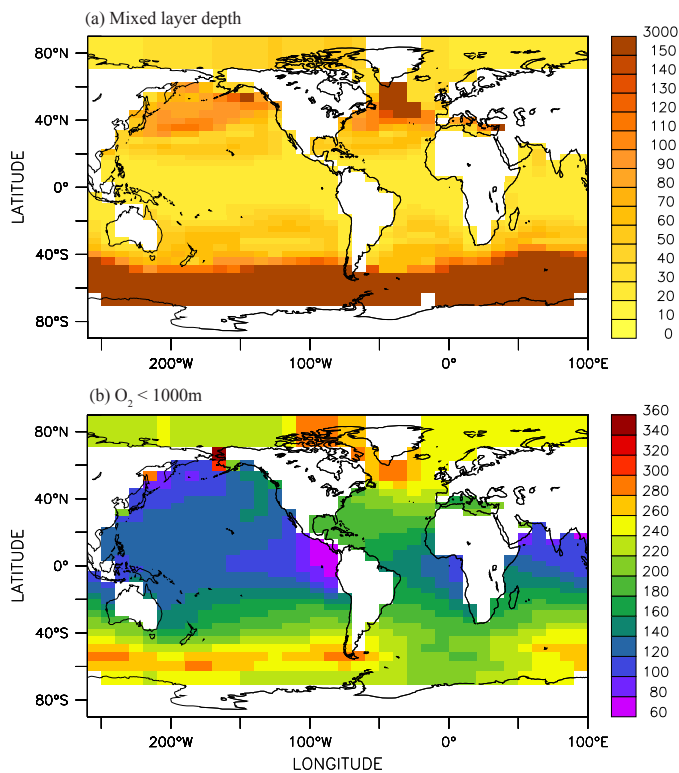 (a) Mixed layer depth
80°N
40°N
0°
40°S
80°S
LATITUDE
200°W
100°W
0°
100°E
3000
150
140
130
120
110
100
90
80
70
60
50
40
30
20
10
0
(b) O₂ < 1000m
80°N
40°N
0°
40°S
80°S
LATITUDE
200°W
100°W
0°
100°E
LONGITUDE
360
340
320
300
280
260
240
220
200
180
160
140
120
100
80
60